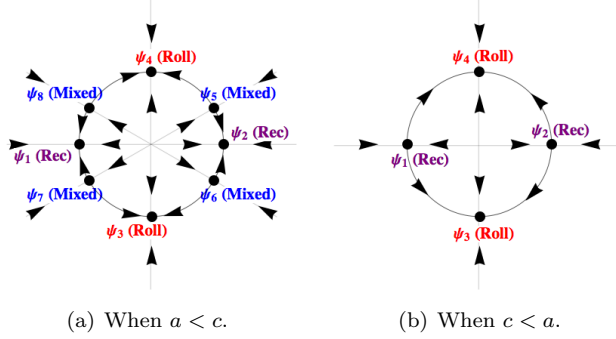 ψ4 (Roll) ψ4 (Roll)
ψ8 (Mixed) ψ5 (Mixed)
ψ2 (Rec) ψ2 (Rec)
ψ1 (Rec) ψ1 (Rec)
ψ7 (Mixed) ψ6 (Mixed)
ψ3 (Roll) ψ3 (Roll)
(a) When a < c. (b) When c < a.